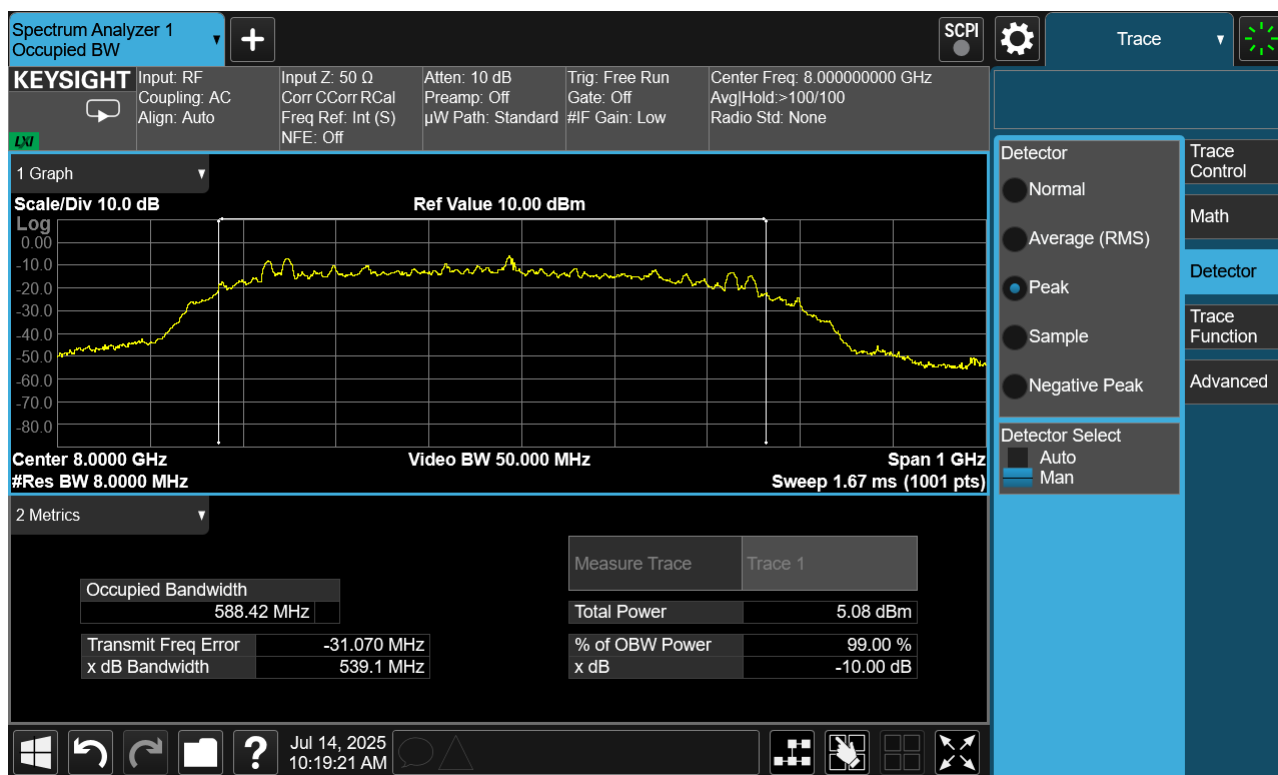 Spectrum Analyzer 1
Occupied BW
SCPI
Trace
KEYSIGHT
LXI
Input: RF
Coupling: AC
Align: Auto
Input Z: 50 Ω
Corr CCorr RCal
Freq Ref: Int (S)
NFE: Off
Atten: 10 dB
Preamp: Off
µW Path: Standard
Trig: Free Run
Gate: Off
#IF Gain: Low
Center Freq: 8.000000000 GHz
Avg|Hold:>100/100
Radio Std: None
1 Graph
Scale/Div 10.0 dB
Ref Value 10.00 dBm
Log
0.00
-10.0
-20.0
-30.0
-40.0
-50.0
-60.0
-70.0
-80.0
Center 8.0000 GHz
Video BW 50.000 MHz
Span 1 GHz
#Res BW 8.0000 MHz
Sweep 1.67 ms (1001 pts)
2 Metrics
Measure Trace
Trace 1
Occupied Bandwidth
588.42 MHz
Total Power
5.08 dBm
Transmit Freq Error
-31.070 MHz
% of OBW Power
99.00 %
x dB Bandwidth
539.1 MHz
x dB
-10.00 dB
Detector
Normal
Average (RMS)
Peak
Sample
Negative Peak
Detector Select
Auto
Man
Trace
Control
Math
Detector
Trace
Function
Advanced
?
Jul 14, 2025
10:19:21 AM